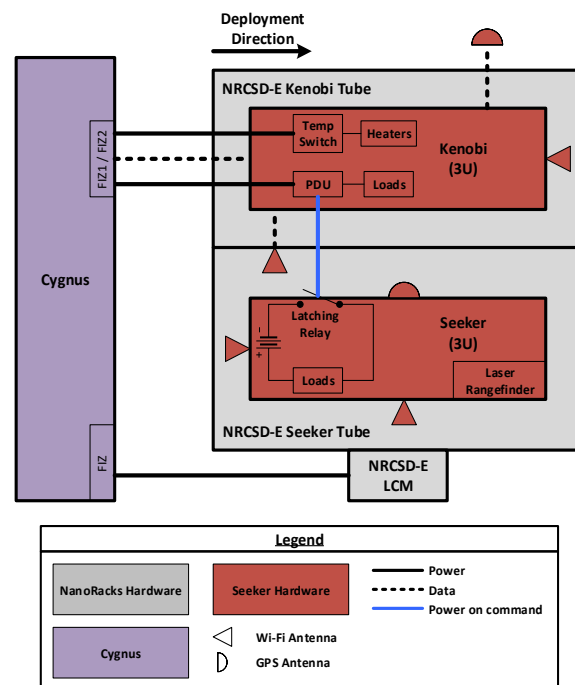 Deployment
Direction
NRCSD-E Kenobi Tube
FIZ1 / FIZ2
Temp
Switch
Heaters
Kenobi
(3U)
PDU
Loads
Cygnus
Latching
Relay
–
+
Loads
Seeker
(3U)
Laser
Rangefinder
NRCSD-E Seeker Tube
FIZ
NRCSD-E
LCM
Legend
NanoRacks Hardware
Seeker Hardware
Power
Data
Power on command
Cygnus
Wi-Fi Antenna
GPS Antenna